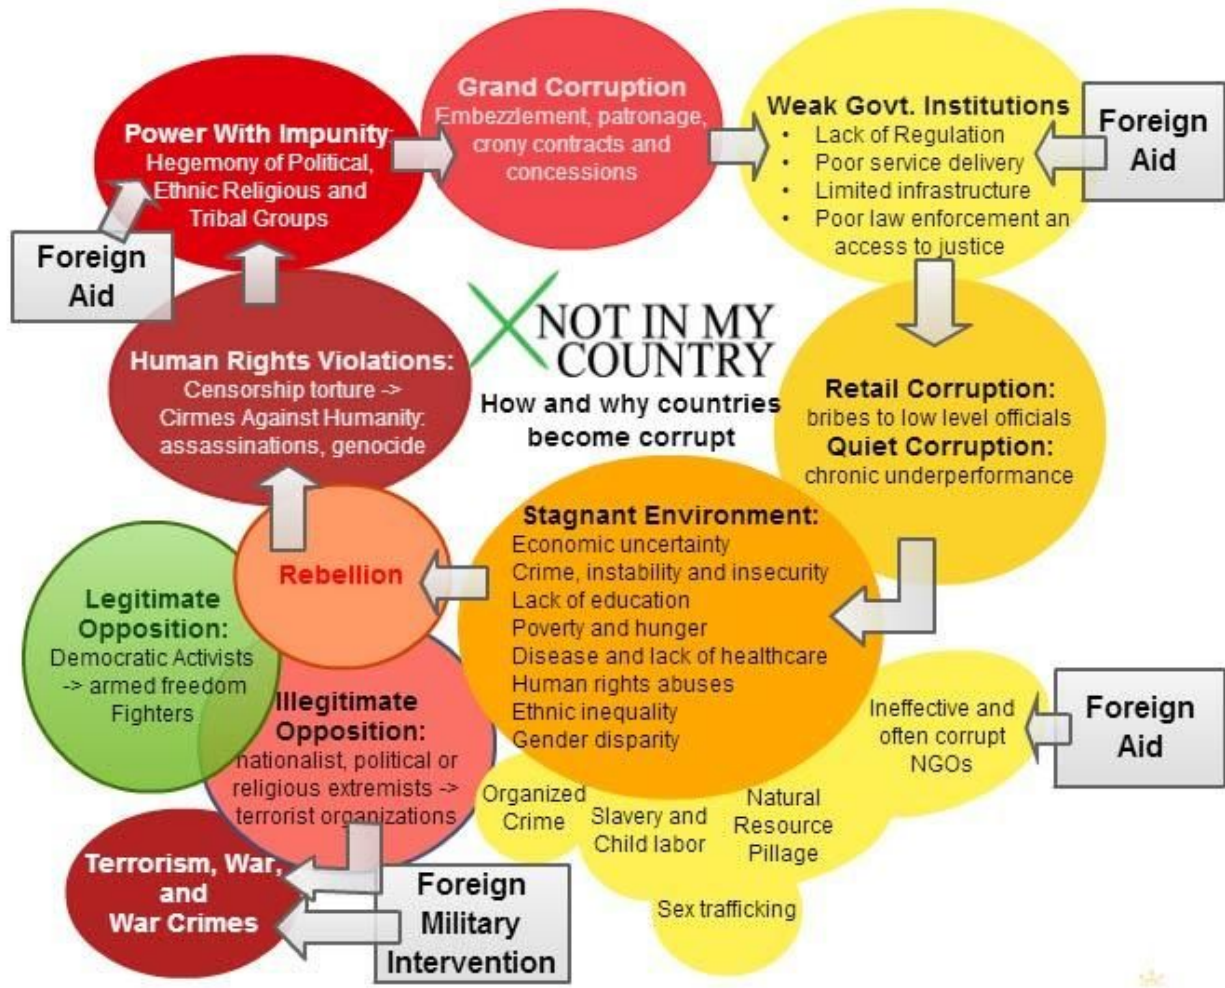 Grand Corruption
Embezzlement, patronage,
crony contracts and
concessions
Weak Govt. Institutions
• Lack of Regulation
• Poor service delivery
• Limited infrastructure
• Poor law enforcement an
access to justice
Foreign
Aid
Power With Impunity:
Hegemony of Political,
Ethnic Religious and
Tribal Groups
Foreign
Aid
NOT IN MY
COUNTRY
How and why countries
become corrupt
Human Rights Violations:
Censorship torture ->
Cirmes Against Humanity:
assassinations, genocide
Retail Corruption:
bribes to low level officials
Quiet Corruption:
chronic underperformance
Stagnant Environment:
Economic uncertainty
Crime, instability and insecurity
Lack of education
Poverty and hunger
Disease and lack of healthcare
Human rights abuses
Ethnic inequality
Gender disparity
Rebellion
Legitimate
Opposition:
Democratic Activists
-> armed freedom
Fighters
Illegitimate
Opposition:
nationalist, political or
religious extremists ->
terrorist organizations
Ineffective and
often corrupt
NGOs
Foreign
Aid
Organized
Crime
Slavery and
Child labor
Natural
Resource
Pillage
Sex trafficking
Terrorism, War,
and
War Crimes
Foreign
Military
Intervention